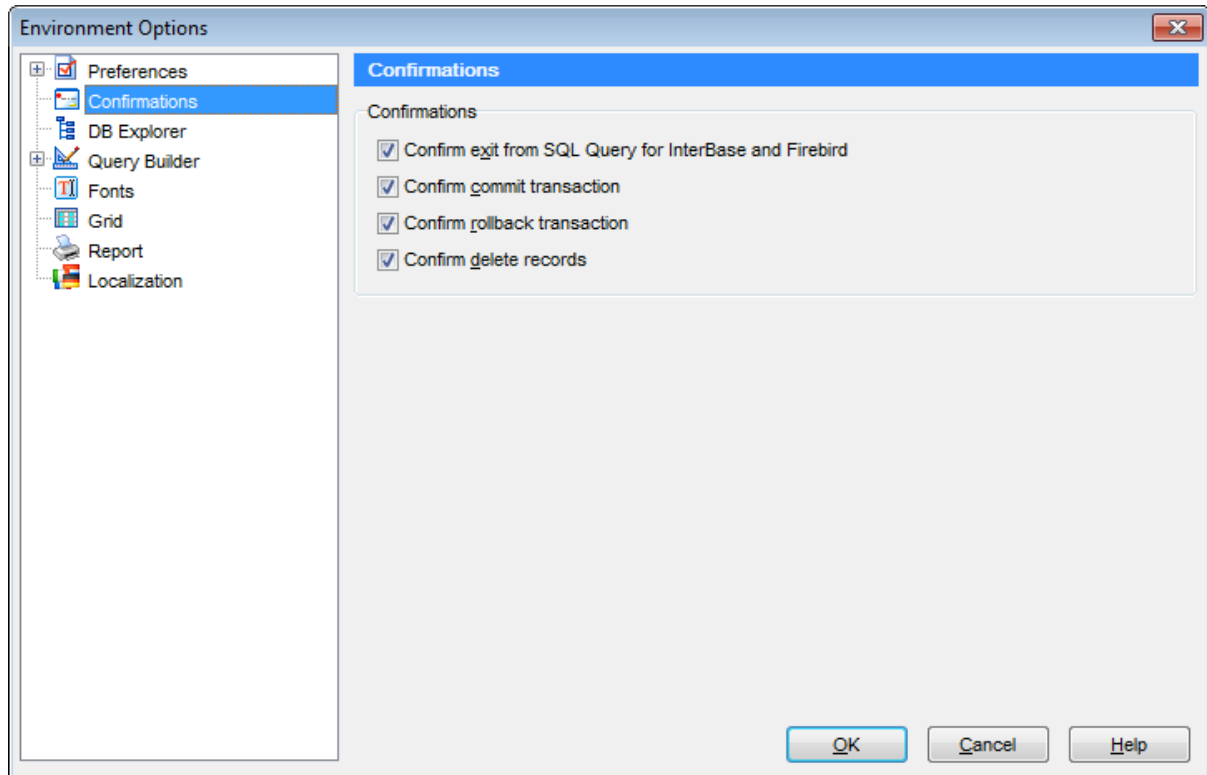 Environment Options
Preferences
Confirmations
DB Explorer
Query Builder
Fonts
Grid
Report
Localization
Confirmations
Confirmations
Confirm exit from SQL Query for InterBase and Firebird
Confirm commit transaction
Confirm rollback transaction
Confirm delete records
OK
Cancel
Help